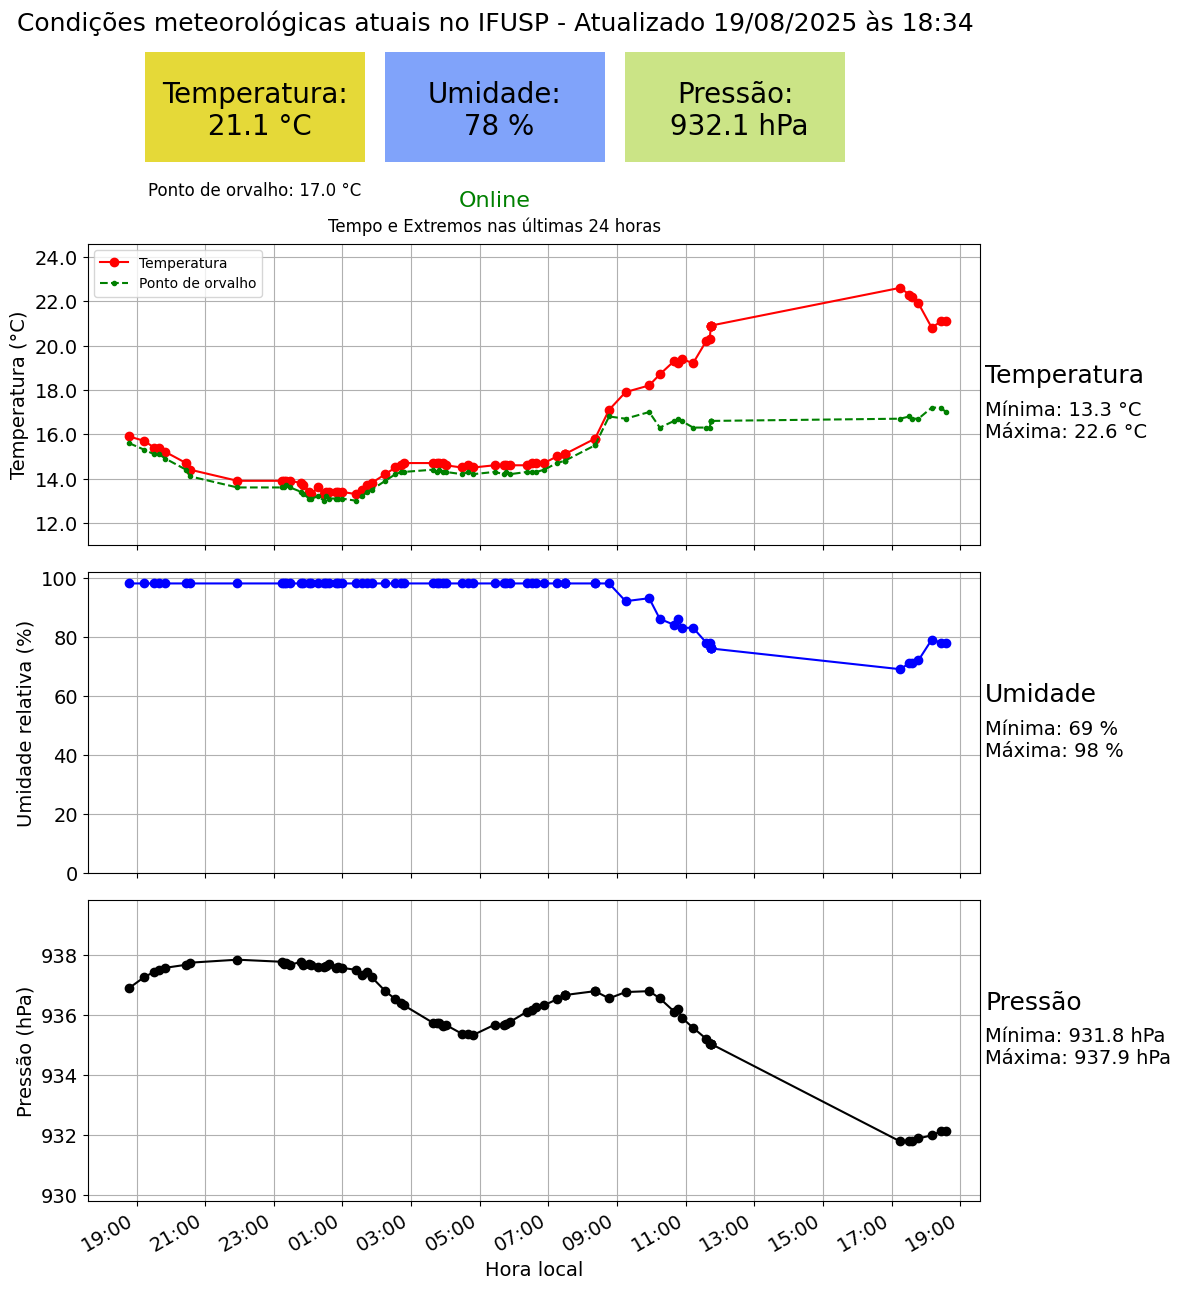 Condições meteorológicas atuais no IFUSP - Atualizado 19/08/2025 às 18:34
Temperatura:
21.1 °C
Umidade:
78 %
Pressão:
932.1 hPa
Ponto de orvalho: 17.0 °C
Online
Tempo e Extremos nas últimas 24 horas
Temperatura
Ponto de orvalho
Temperatura (°C)
24.0
22.0
20.0
18.0
16.0
14.0
12.0
Temperatura
Mínima: 13.3 °C
Máxima: 22.6 °C
Umidade relativa (%)
100
80
60
40
20
0
Umidade
Mínima: 69 %
Máxima: 98 %
Pressão (hPa)
938
936
934
932
930
Pressão
Mínima: 931.8 hPa
Máxima: 937.9 hPa
19:00 21:00 23:00 01:00 03:00 05:00 07:00 09:00 11:00 13:00 15:00 17:00 19:00
Hora local